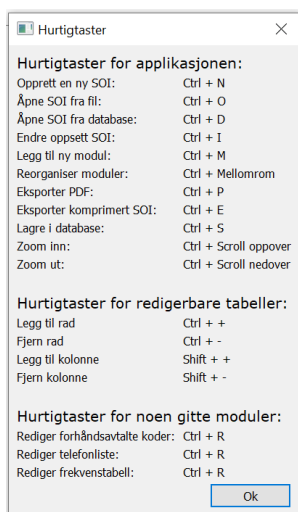 Hurtigtaster
Hurtigtaster for applikasjonen:
Opprett en ny SOI: Ctrl + N
Åpne SOI fra fil: Ctrl + O
Åpne SOI fra database: Ctrl + D
Endre oppsett SOI: Ctrl + I
Legg til ny modul: Ctrl + M
Reorganiser moduler: Ctrl + Mellomrom
Eksporter PDF: Ctrl + P
Eksporter komprimert SOI: Ctrl + E
Lagre i database: Ctrl + S
Zoom inn: Ctrl + Scroll oppover
Zoom ut: Ctrl + Scroll nedover
Hurtigtaster for redigerbare tabeller:
Legg til rad Ctrl + +
Fjern rad Ctrl + -
Legg til kolonne Shift + +
Fjern kolonne Shift + -
Hurtigtaster for noen gitte moduler:
Rediger forhåndsavtalte koder: Ctrl + R
Rediger telefonliste: Ctrl + R
Rediger frekvenstabell: Ctrl + R
Ok